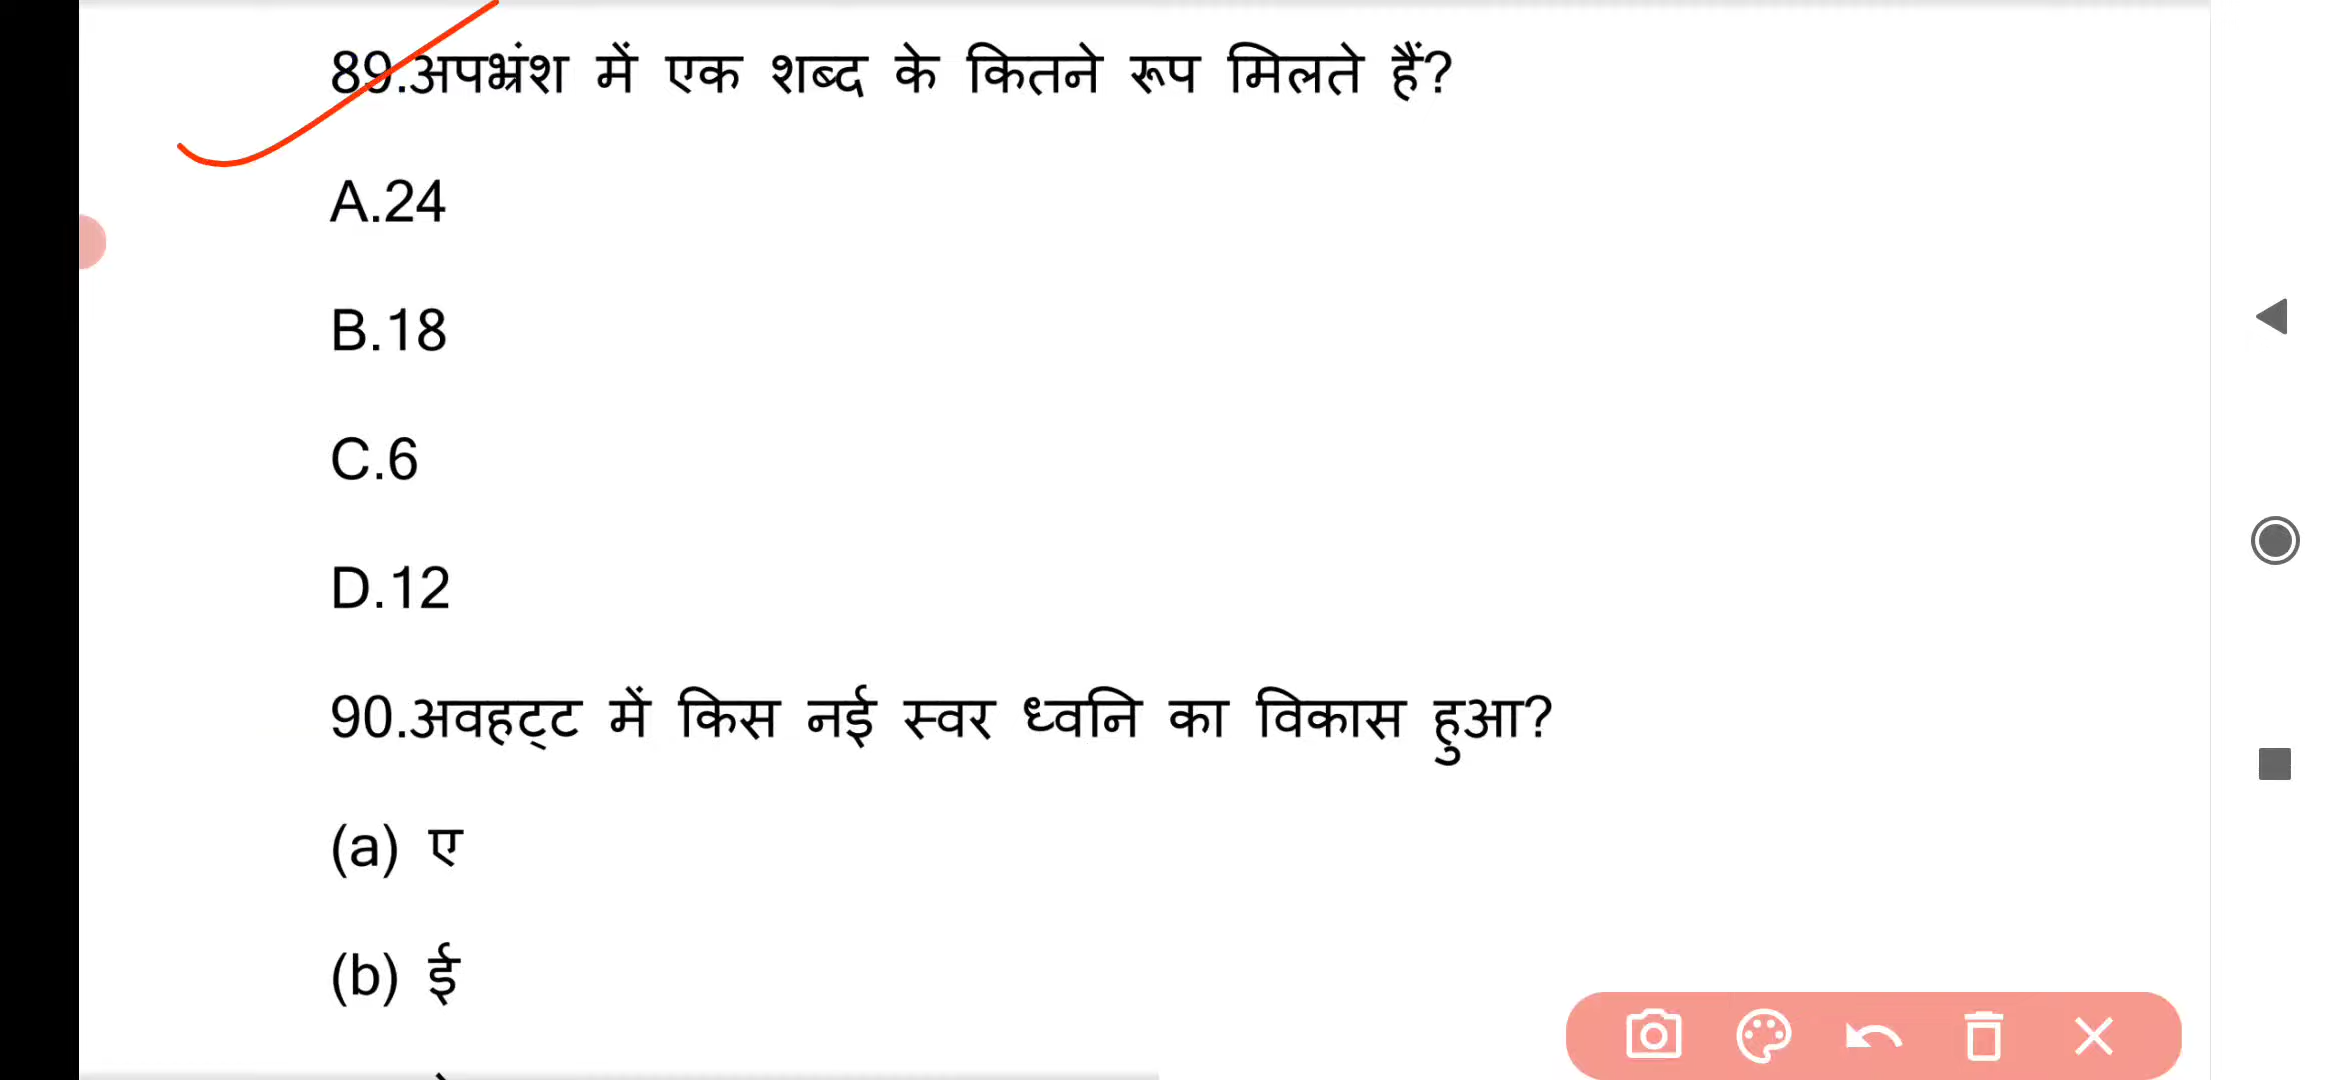 89.अपभ्रंश में एक शब्द के कितने रूप मिलते हैं?
A.24
B.18
C.6
D.12
90.अवहट्ट में किस नई स्वर ध्वनि का विकास हुआ?
(a) ए
(b) ई